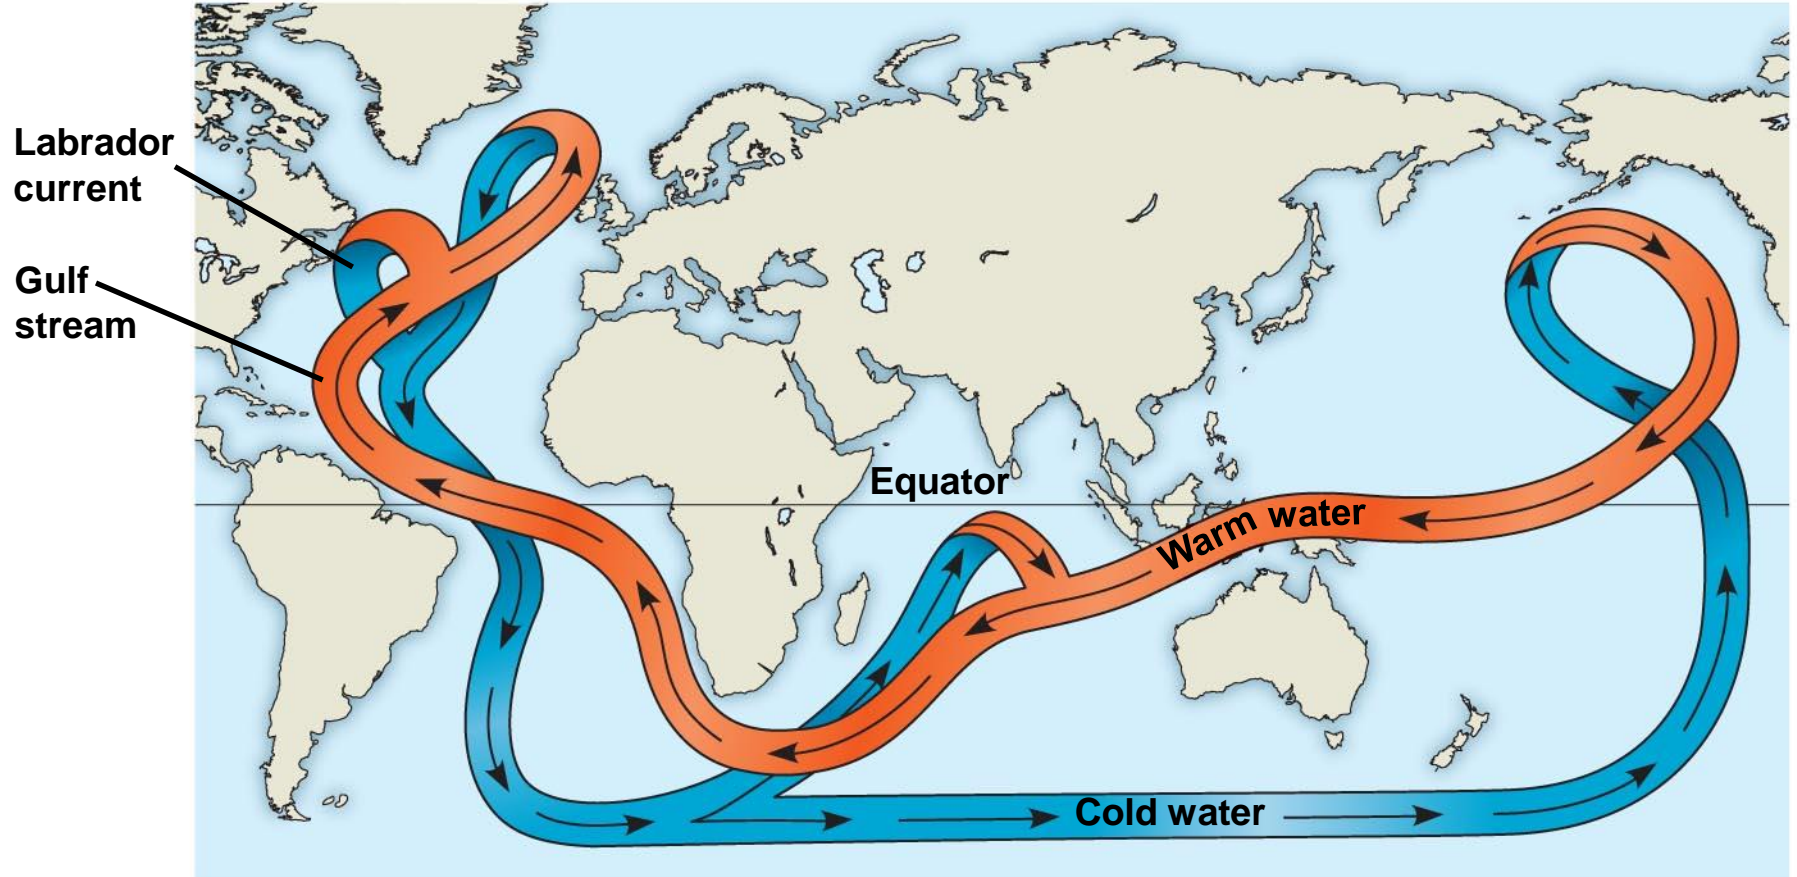 Labrador
current
Gulf
stream
Equator
Warm water
Cold water